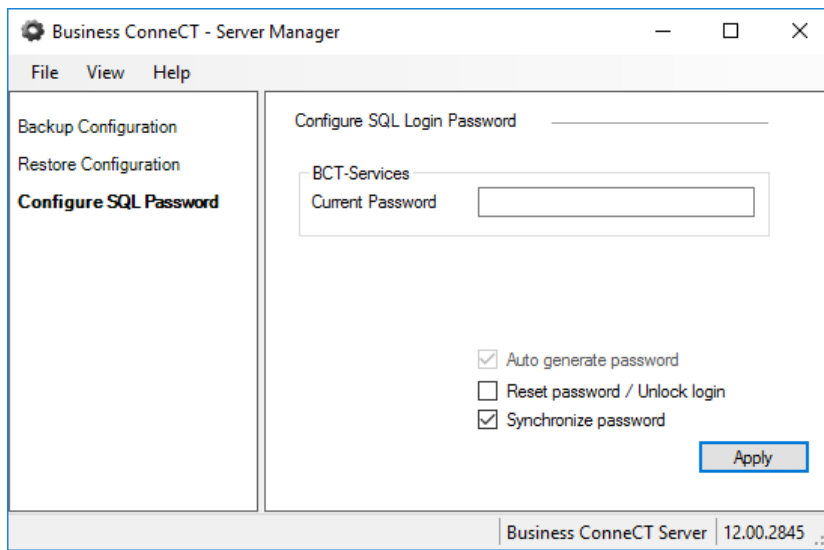 Business ConneCT - Server Manager
File View Help
Backup Configuration
Restore Configuration
Configure SQL Password
Configure SQL Login Password
BCT-Services
Current Password
Auto generate password
Reset password / Unlock login
Synchronize password
Apply
Business ConneCT Server 12.00.2845